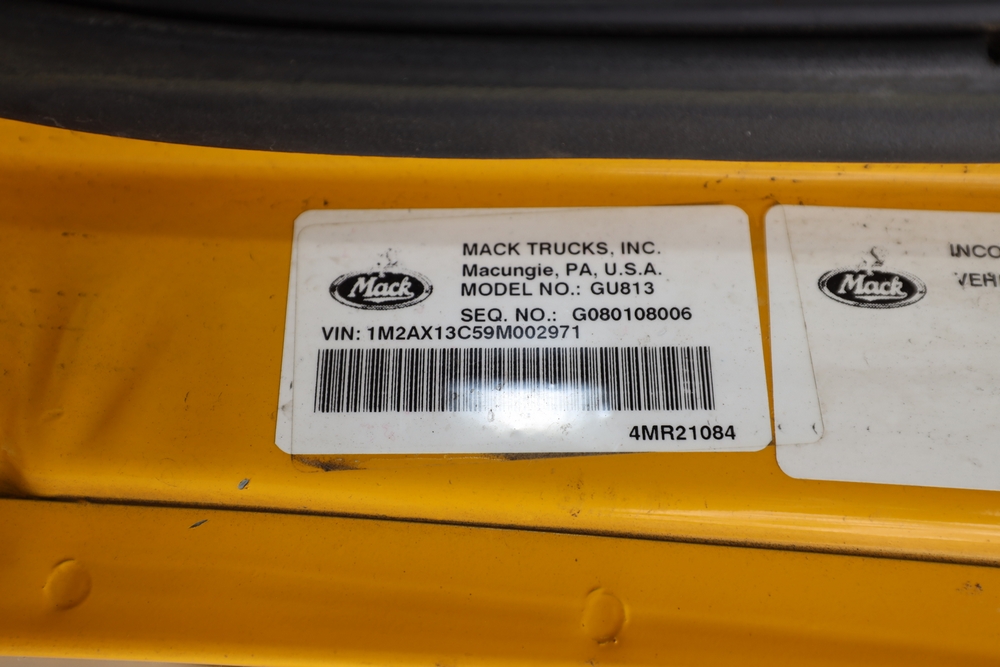 Mack
MACK TRUCKS, INC.
Macungie, PA, U.S.A.
MODEL NO.: GU813
SEQ. NO.: G080108006
VIN: 1M2AX13C59M002971
4MR21084
Mack
INCO
VEH